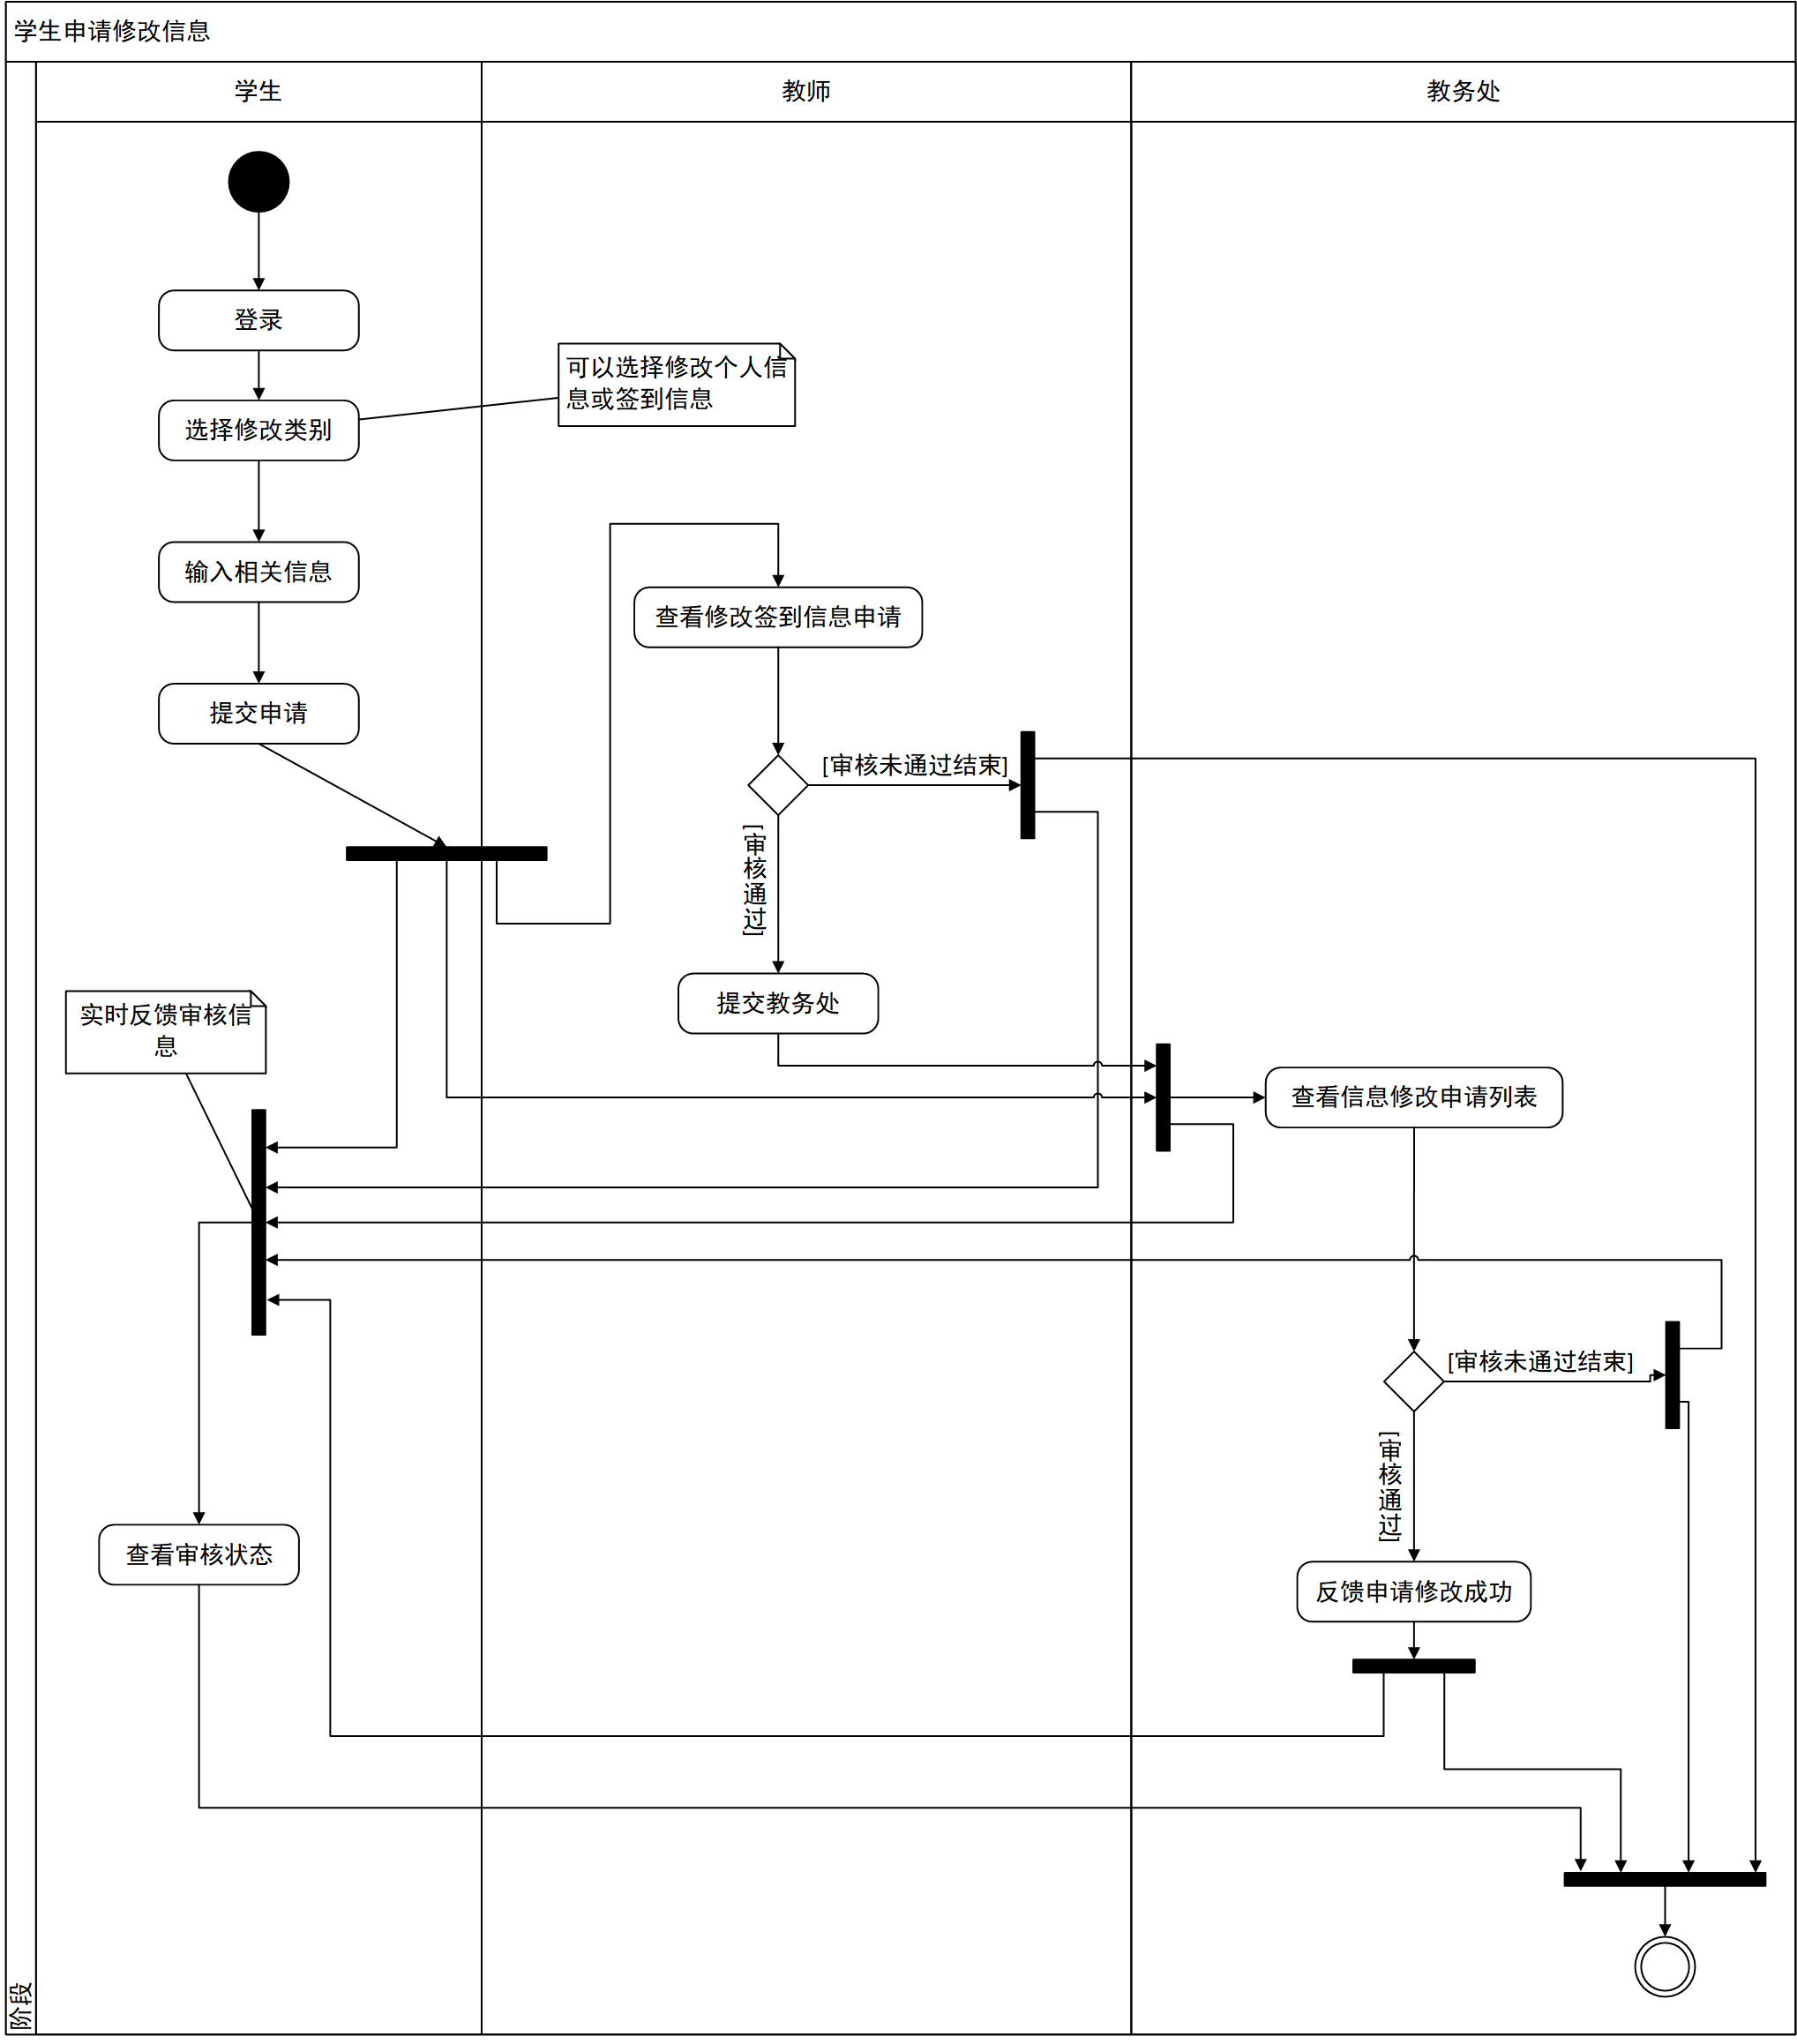 学生申请修改信息
学生
教师
教务处
登录
可以选择修改个人信
息或签到信息
选择修改类别
输入相关信息
查看修改签到信息申请
提交申请
[审核未通过结束]
[审核通过]
提交教务处
实时反馈审核信
息
查看信息修改申请列表
[审核未通过结束]
[审核通过]
查看审核状态
反馈申请修改成功
阶段